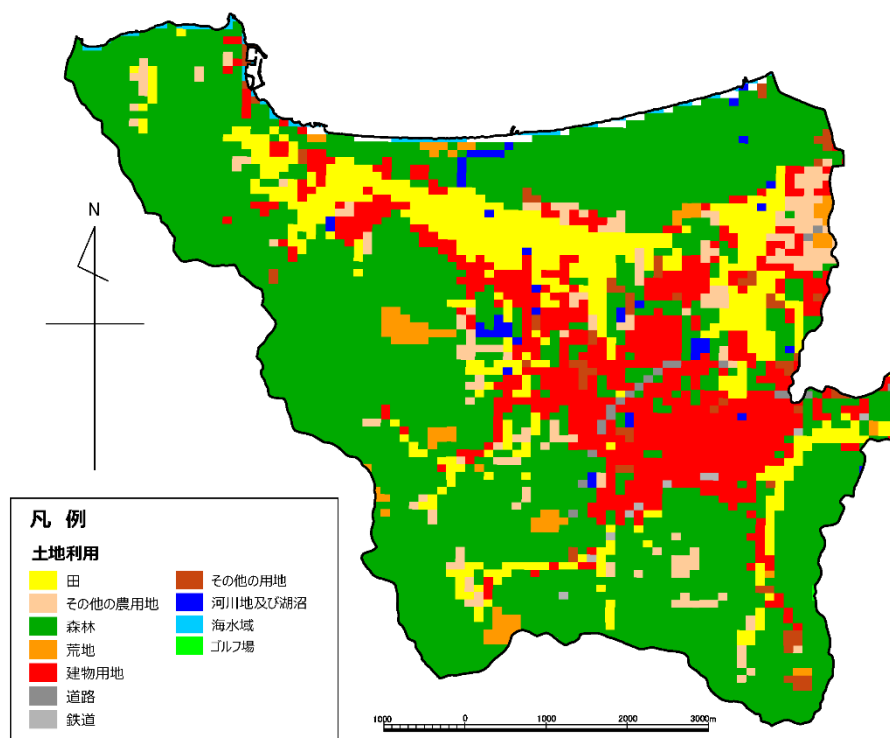 N
凡 例
土地利用
田
その他の農用地
森林
荒地
建物用地
道路
鉄道
その他の用地
河川地及び湖沼
海水域
ゴルフ場
1000 0 1000 2000 3000m